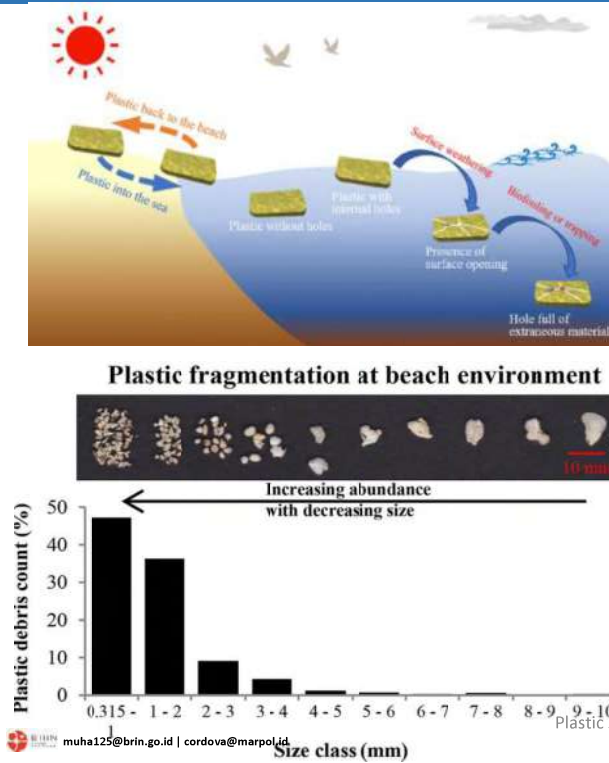 Plastic back to the beach
Plastic into the sea
Plastic without holes
Plastic with
internal holes
Surface weathering
Presence of
surface opening
Biofouling or trapping
Hole full of
extraneous material
Plastic fragmentation at beach environment
10 mm
Increasing abundance
with decreasing size
Plastic debris count (%)
50
40
30
20
10
0
0.315 - 1
1 - 2
2 - 3
3 - 4
4 - 5
5 - 6
6 - 7
7 - 8
8 - 9
9 - 10
Plastic
BRIN
muha125@brin.go.id | cordova@marpol.id
Size class (mm)